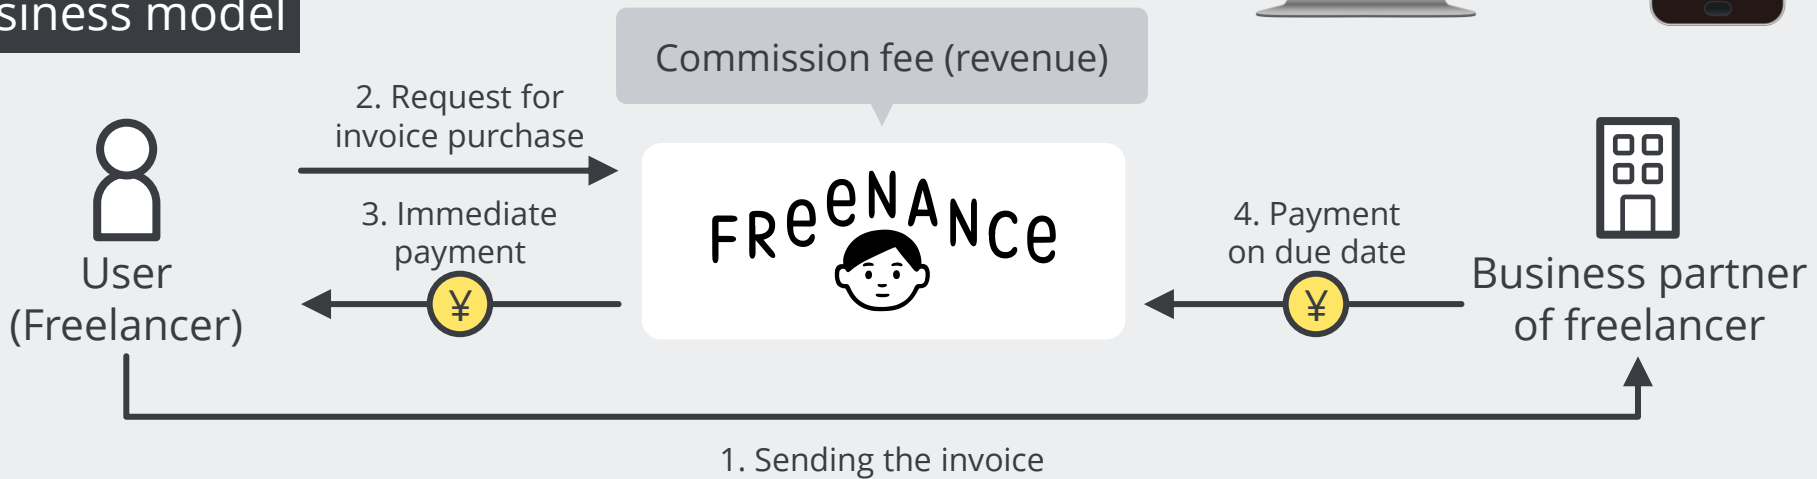 siness model
Commission fee (revenue)
2. Request for
invoice purchase
FReeNANce
3. Immediate
payment
¥
4. Payment
on due date
¥
User
(Freelancer)
Business partner
of freelancer
1. Sending the invoice